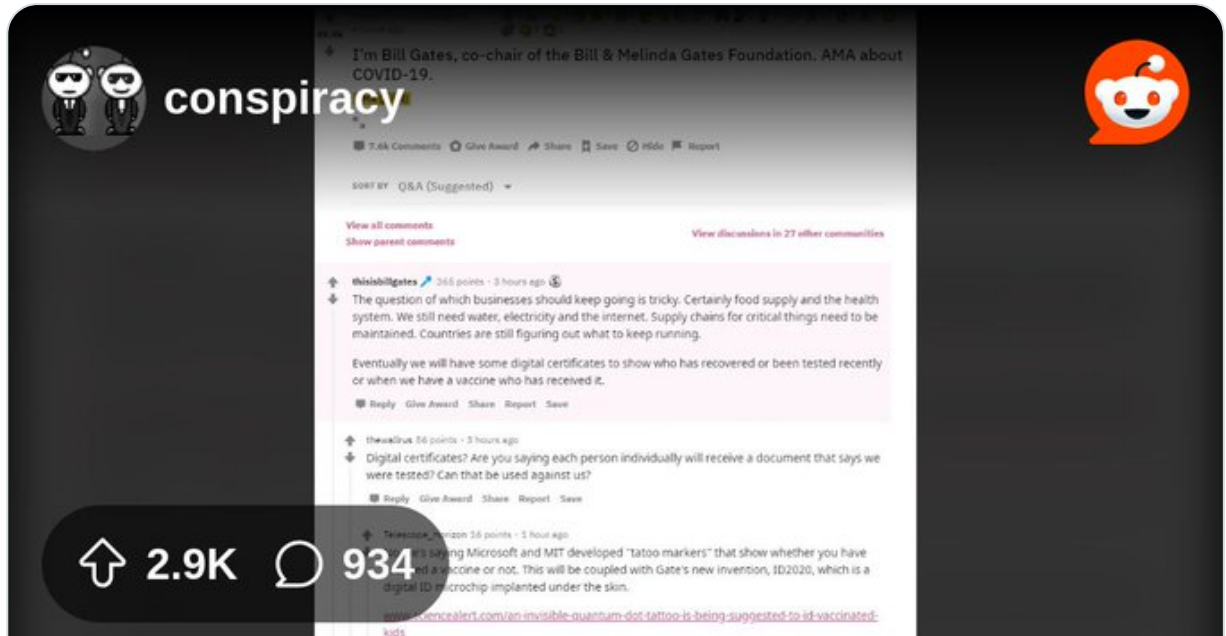 I'm Bill Gates, co-chair of the Bill & Melinda Gates Foundation. AMA about
COVID-19.
conspiracy
7.6k Comments Give Award Share Save Hide Report
SORT BY Q&A (Suggested)
View all comments
Show parent comments
View discussions in 27 other communities
thisisbillgates 365 points · 3 hours ago
The question of which businesses should keep going is tricky. Certainly food supply and the health
system. We still need water, electricity and the internet. Supply chains for critical things need to be
maintained. Countries are still figuring out what to keep running.
Eventually we will have some digital certificates to show who has recovered or been tested recently
or when we have a vaccine who has received it.
Reply Give Award Share Report Save
thewallrus 56 points · 3 hours ago
Digital certificates? Are you saying each person individually will receive a document that says we
were tested? Can that be used against us?
Reply Give Award Share Report Save
16 points · 1 hour ago
saying Microsoft and MIT developed "tatoo markers" that show whether you have
a vaccine or not. This will be coupled with Gate's new invention, ID2020, which is a
digital ID microchip implanted under the skin.
www.sciencealert.com/an-invisible-quantum-dot-tattoo-is-being-suggested-to-id-vaccinated-
kids
2.9K 934